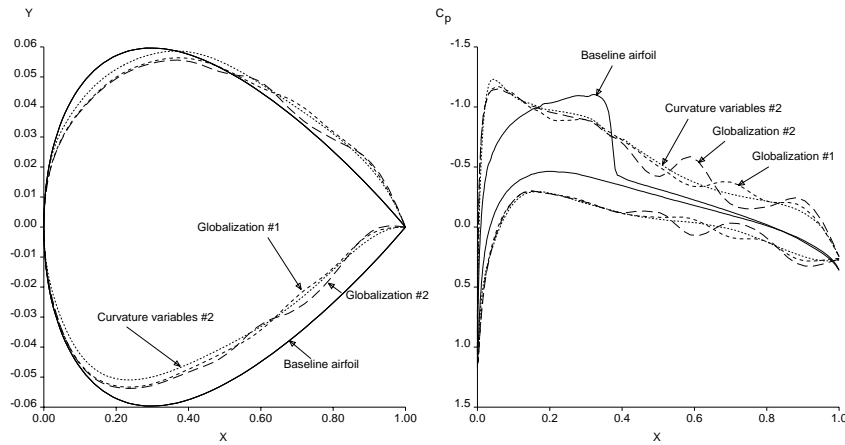 Y
0.06
0.05
0.04
0.03
0.02
0.01
0.00
-0.01
-0.02
-0.03
-0.04
-0.05
-0.06
0.00
0.20
0.40
0.60
0.80
1.00
X
Globalization #1
Globalization #2
Curvature variables #2
Baseline airfoil
Cp
-1.5
-1.0
-0.5
0.0
0.5
1.0
1.5
0.0
0.2
0.4
0.6
0.8
1.0
X
Baseline airfoil
Curvature variables #2
Globalization #2
Globalization #1